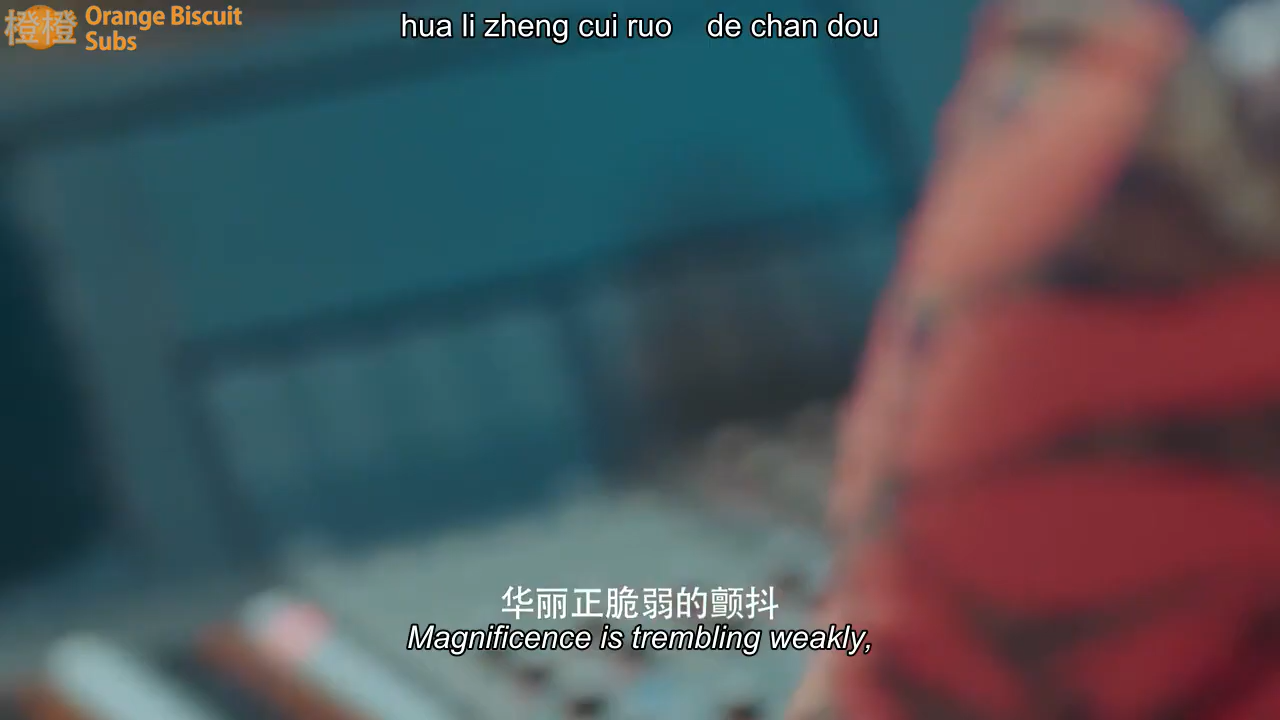 橙橙
Orange Biscuit
Subs
hua li zheng cui ruo de chan dou
华丽正脆弱的颤抖
Magnificence is trembling weakly,